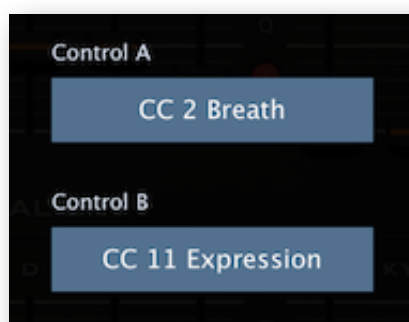 Control A
CC 2 Breath
Control B
CC 11 Expression